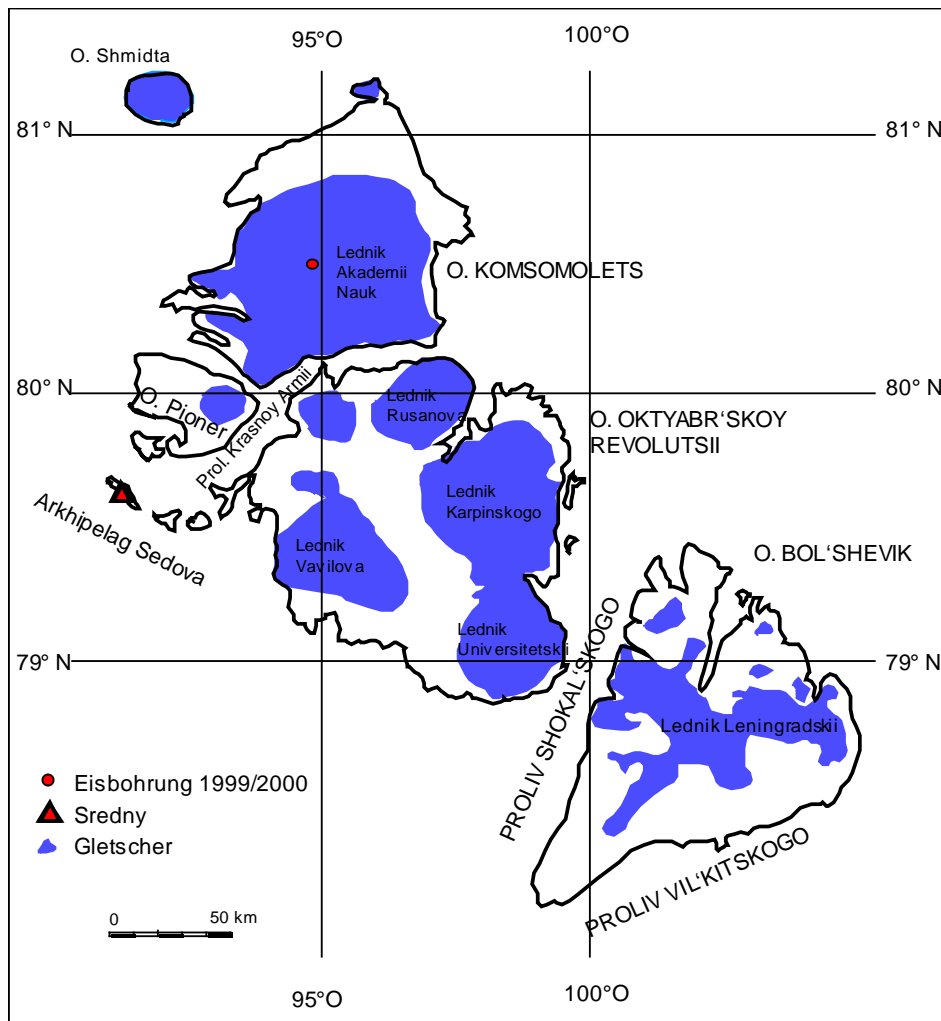 95°O
100°O
O. Shmidta
81° N
81° N
Lednik
Akademii
Nauk
O. KOMSOMOLETS
80° N
80° N
O. Pioner
Prol. Krasnoy Armii
Lednik
Rusanova
O. OKTYABR'SKOY
REVOLUTSII
Lednik
Karpinskogo
Arkhipelag Sedova
Lednik
Vavilova
O. BOL'SHEVIK
Lednik
Universitetskii
79° N
79° N
PROLIV SHOKAL'SKOGO
Lednik Leningradskii
Eisbohrung 1999/2000
Sredny
Gletscher
PROLIV VIL'KITSKOGO
0 50 km
95°O
100°O